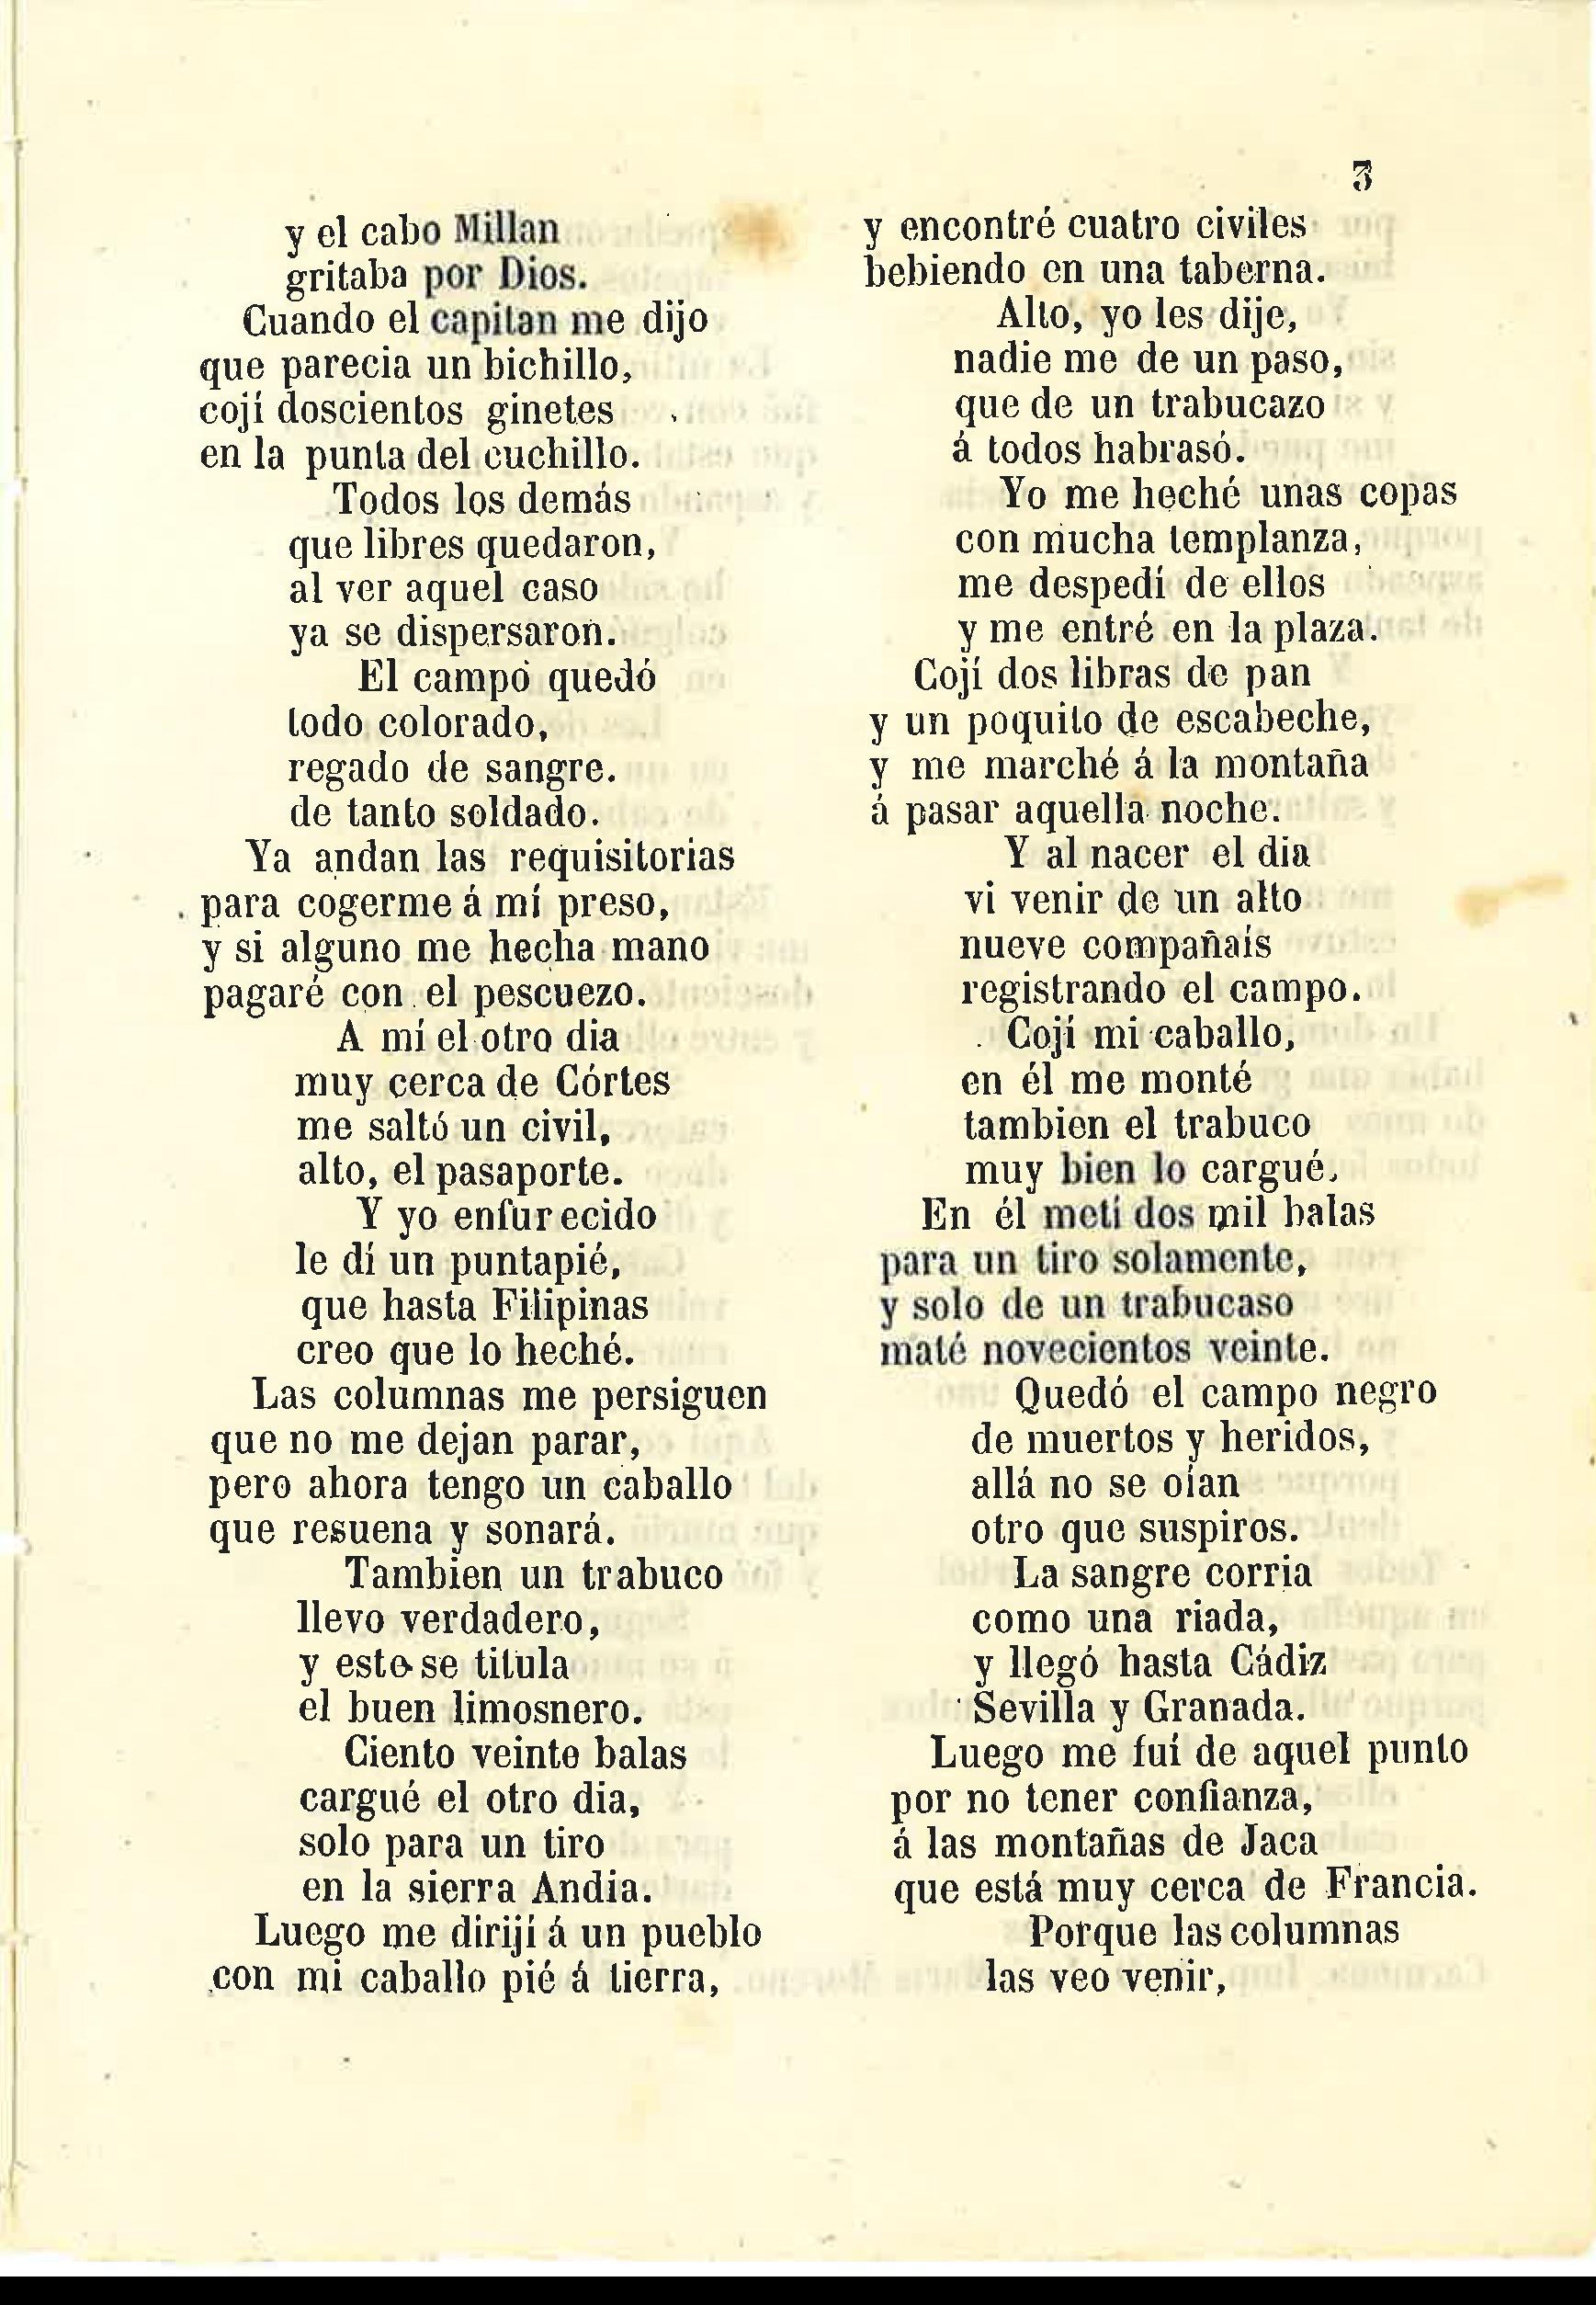 3
y el cabo Millan
gritaba por Dios.
Cuando el capitan me dijo
que parecia un bichillo,
cojí doscientos ginetes
en la punta del cuchillo.
Todos los demás
que libres quedaron,
al ver aquel caso
ya se dispersaron.
El campo quedó
todo colorado,
regado de sangre.
de tanto soldado.
Ya andan las requisitorias
para cogerme á mí preso,
y si alguno me hecha mano
pagaré con el pescuezo.
A mí el otro dia
muy cerca de Córtes
me saltó un civil,
alto, el pasaporte.
Y yo enfurecido
le dí un puntapié,
que hasta Filipinas
creo que lo heché.
Las columnas me persiguen
que no me dejan parar,
pero ahora tengo un caballo
que resuena y sonará.
Tambien un trabuco
llevo verdadero,
y este se titula
el buen limosnero.
Ciento veinte balas
cargué el otro dia,
solo para un tiro
en la sierra Andia.
Luego me dirijí á un pueblo
con mi caballo pié á tierra,
y encontré cuatro civiles
bebiendo en una taberna.
Alto, yo les dije,
nadie me de un paso,
que de un trabucazo
á todos habrasó.
Yo me heché unas copas
con mucha templanza,
me despedí de ellos
y me entré en la plaza.
Cojí dos libras de pan
y un poquito de escabeche,
y me marché á la montaña
á pasar aquella noche.
Y al nacer el dia
vi venir de un alto
nueve compañaís
registrando el campo.
Cojí mi caballo,
en él me monté
tambien el trabuco
muy bien lo cargué.
En él metí dos mil balas
para un tiro solamente,
y solo de un trabucaso
maté novecientos veinte.
Quedó el campo negro
de muertos y heridos,
allá no se oían
otro que suspiros.
La sangre corria
como una riada,
y llegó hasta Cádiz
Sevilla y Granada.
Luego me fuí de aquel punto
por no tener confianza,
á las montañas de Jaca
que está muy cerca de Francia.
Porque las columnas
las veo venir,